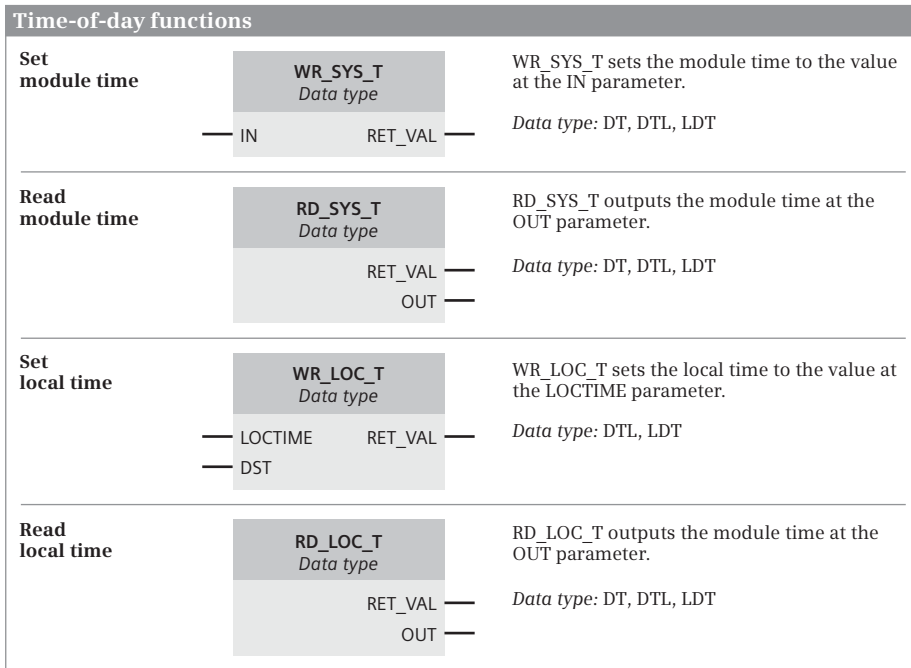 Time-of-day functions
Set
module time
WR_SYS_T
Data type
IN RET_VAL
WR_SYS_T sets the module time to the value
at the IN parameter.
Data type: DT, DTL, LDT
Read
module time
RD_SYS_T
Data type
RET_VAL
OUT
RD_SYS_T outputs the module time at the
OUT parameter.
Data type: DT, DTL, LDT
Set
local time
WR_LOC_T
Data type
LOCTIME RET_VAL
DST
WR_LOC_T sets the local time to the value at
the LOCTIME parameter.
Data type: DTL, LDT
Read
local time
RD_LOC_T
Data type
RET_VAL
OUT
RD_LOC_T outputs the module time at the
OUT parameter.
Data type: DT, DTL, LDT